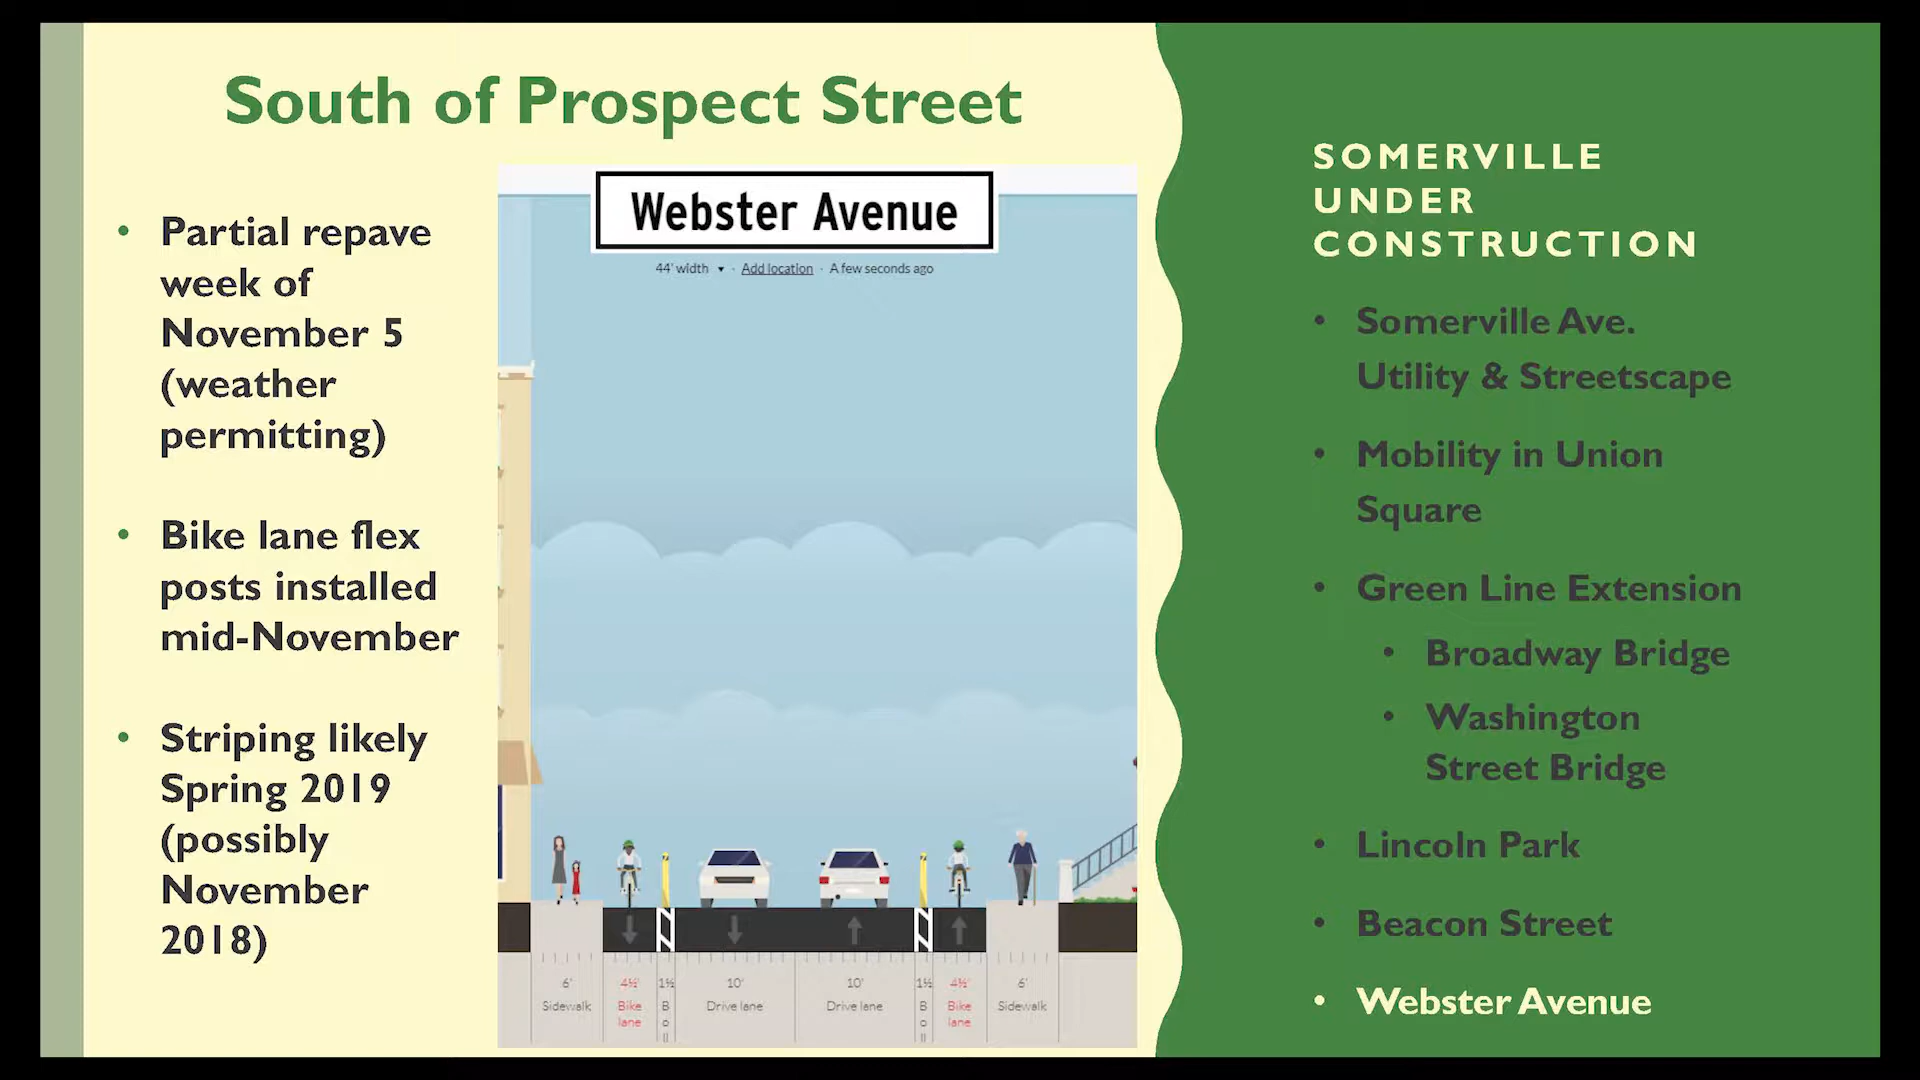 South of Prospect Street
• Partial repave
week of
November 5
(weather
permitting)
• Bike lane flex
posts installed
mid-November
• Striping likely
Spring 2019
(possibly
November
2018)
Webster Avenue
44' width ▾ · Add location · A few seconds ago
6' 4½' 1½ 10' 10' 1½ 4½' 6'
Sidewalk Bike lane Bol Drive lane Drive lane Bol Bike lane Sidewalk
SOMERVILLE
UNDER
CONSTRUCTION
• Somerville Ave.
Utility & Streetscape
• Mobility in Union
Square
• Green Line Extension
• Broadway Bridge
• Washington
Street Bridge
• Lincoln Park
• Beacon Street
• Webster Avenue